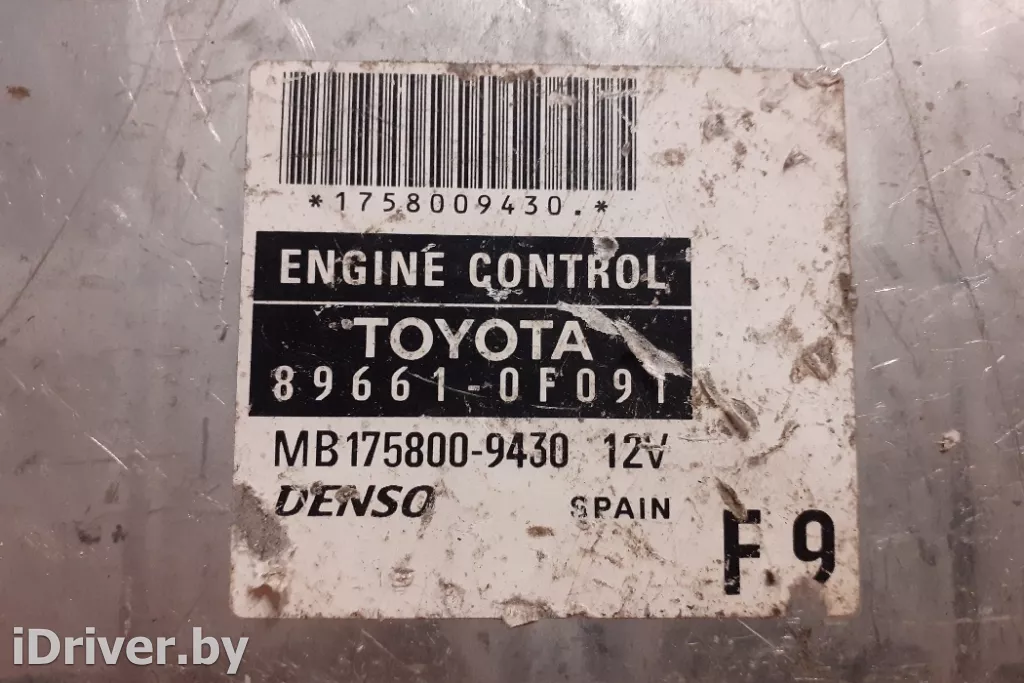 *1758009430.*
ENGINE CONTROL
TOYOTA
89661-0F091
MB175800-9430 12V
DENSO SPAIN
F9
iDriver.by